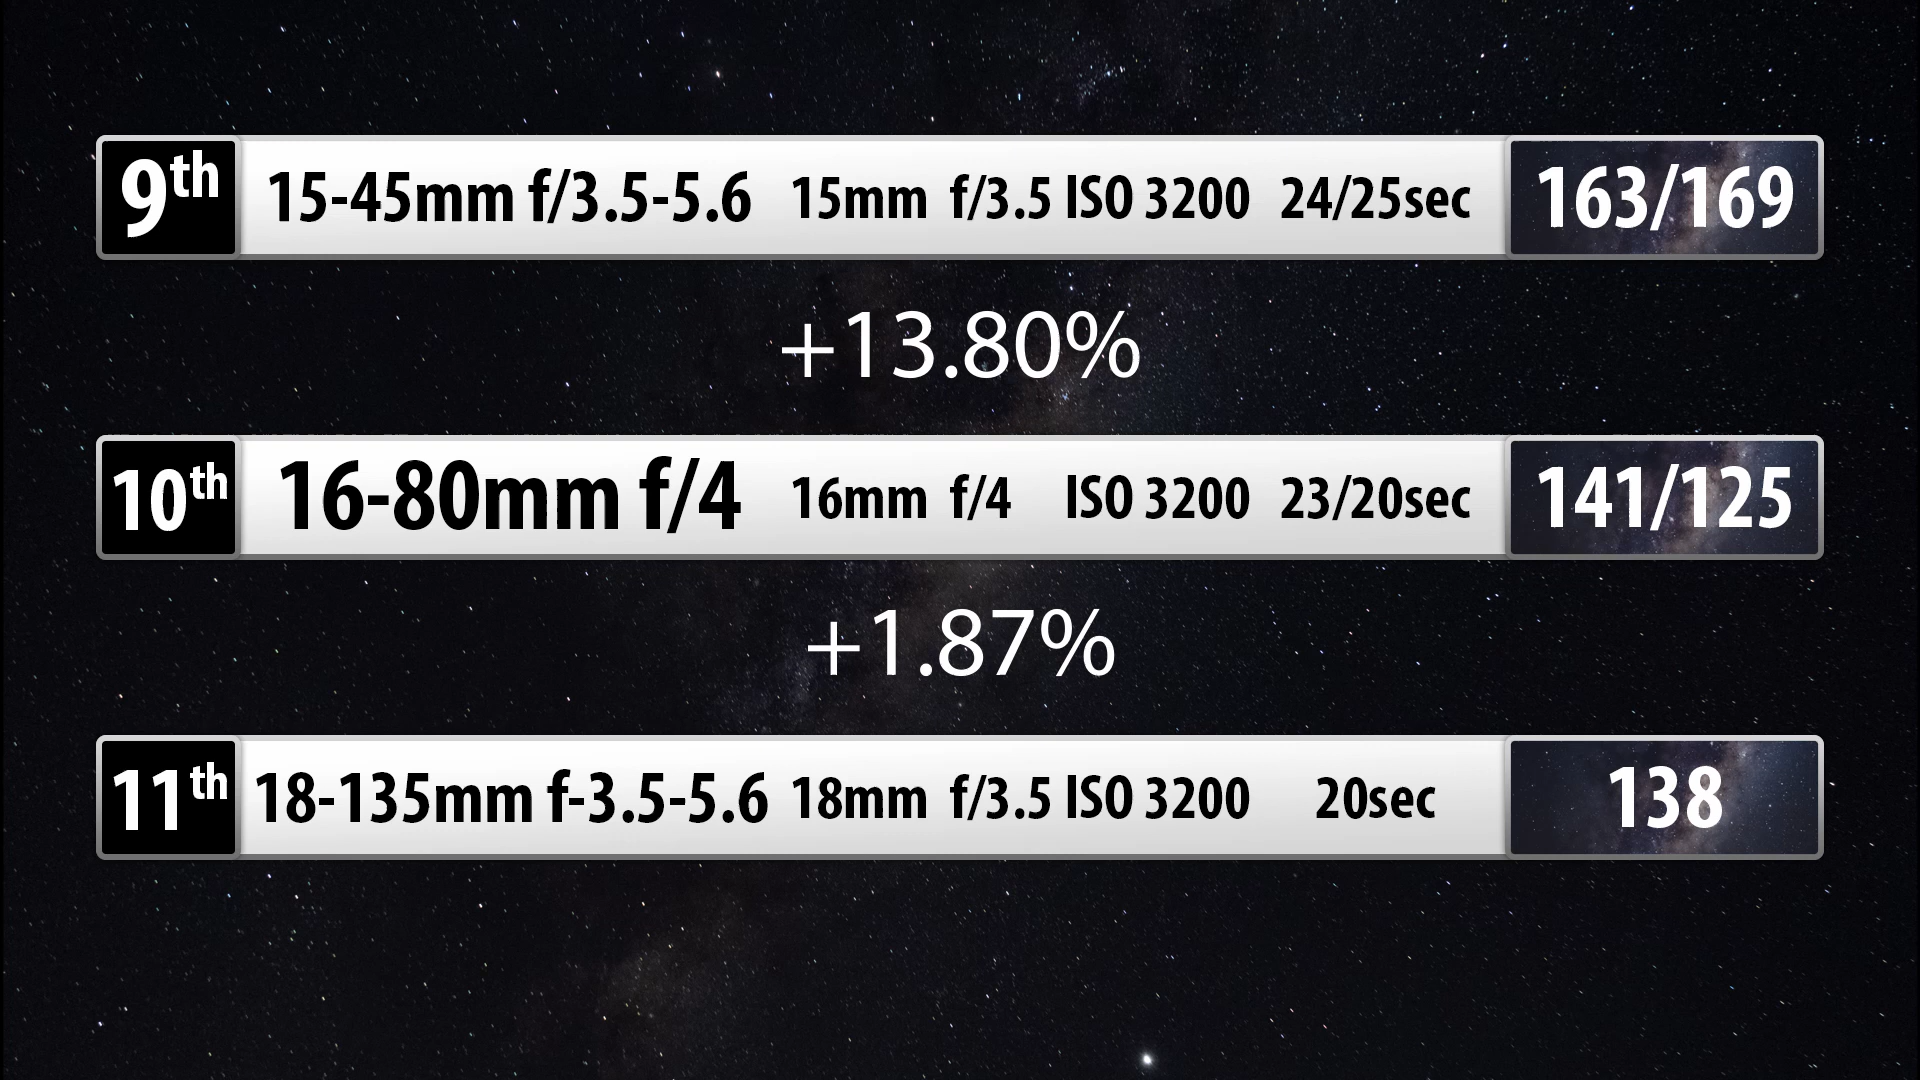 9th 15-45mm f/3.5-5.6 15mm f/3.5 ISO 3200 24/25sec 163/169
+13.80%
10th 16-80mm f/4 16mm f/4 ISO 3200 23/20sec 141/125
+1.87%
11th 18-135mm f-3.5-5.6 18mm f/3.5 ISO 3200 20sec 138